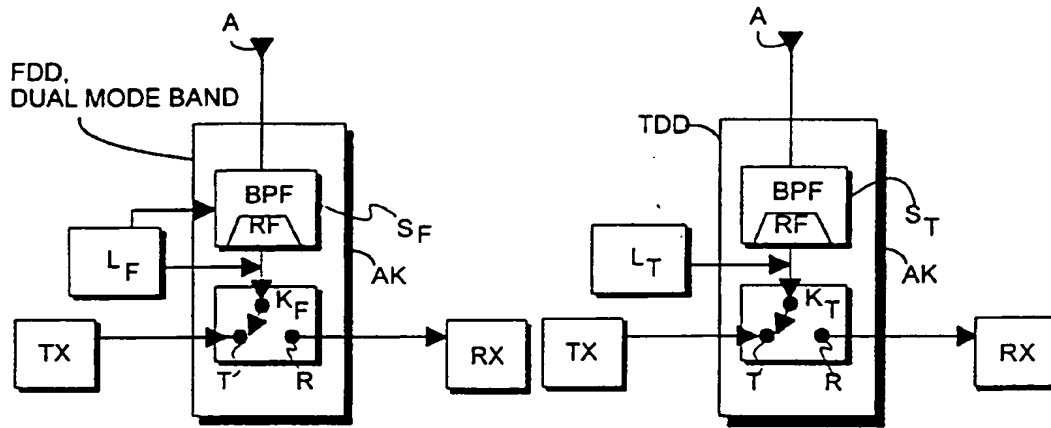 A
FDD,
DUAL MODE BAND
BPF
RF
S_F
L_F
AK
K_F
TX
T'
R
RX
A
TDD
BPF
RF
S_T
L_T
AK
K_T
TX
T'
R
RX